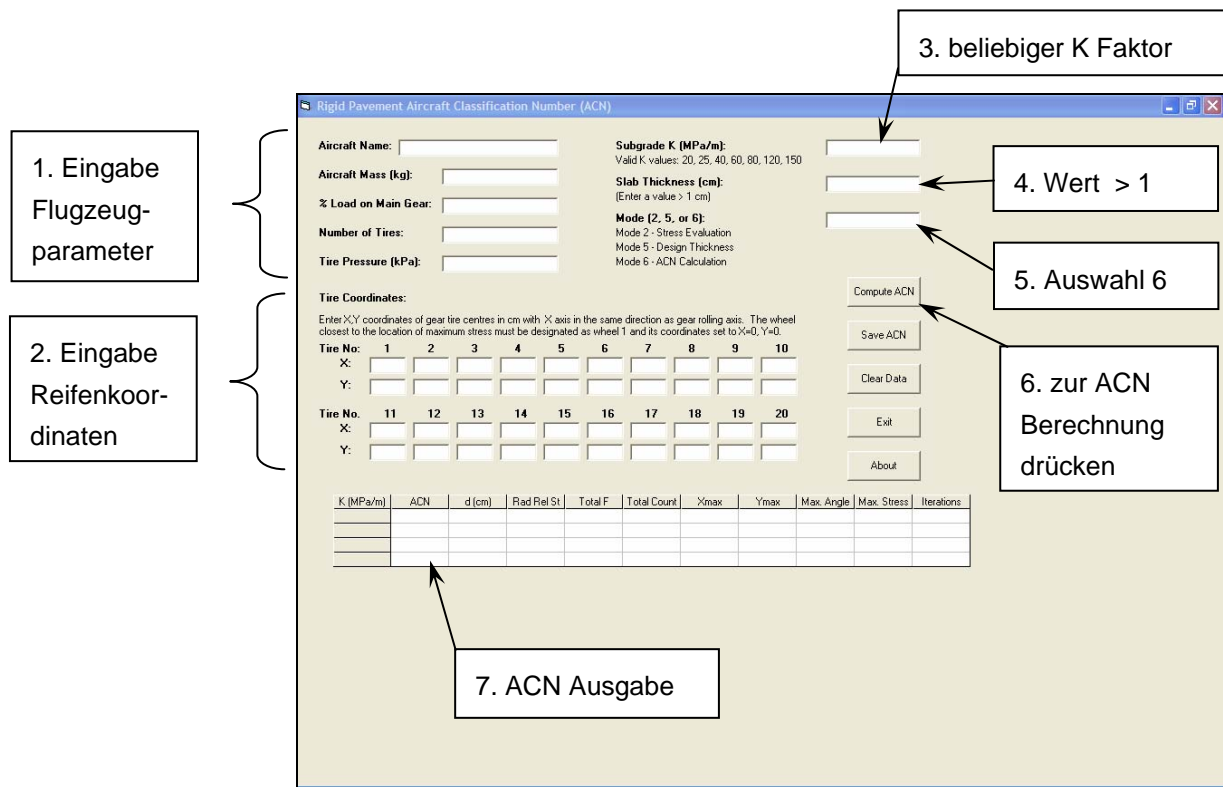 3. beliebiger K Faktor
Rigid Pavement Aircraft Classification Number (ACN)
1. Eingabe
Flugzeug-
parameter
Aircraft Name:
Aircraft Mass (kg):
% Load on Main Gear:
Number of Tires:
Tire Pressure (kPa):
Subgrade K (MPa/m):
Valid K values: 20, 25, 40, 60, 80, 120, 150
Slab Thickness (cm):
(Enter a value > 1 cm)
Mode (2, 5, or 6):
Mode 2 - Stress Evaluation
Mode 5 - Design Thickness
Mode 6 - ACN Calculation
4. Wert > 1
5. Auswahl 6
2. Eingabe
Reifenkoor-
dinaten
Tire Coordinates:
Enter X,Y coordinates of gear tire centres in cm with X axis in the same direction as gear rolling axis. The wheel
closest to the location of maximum stress must be designated as wheel 1 and its coordinates set to X=0, Y=0.
Tire No: 1 2 3 4 5 6 7 8 9 10
X:
Y:
Tire No. 11 12 13 14 15 16 17 18 19 20
X:
Y:
Compute ACN
Save ACN
Clear Data
Exit
About
6. zur ACN
Berechnung
drücken
K (MPa/m) ACN d (cm) Rad Rel St Total F Total Count Xmax Ymax Max. Angle Max. Stress Iterations
7. ACN Ausgabe